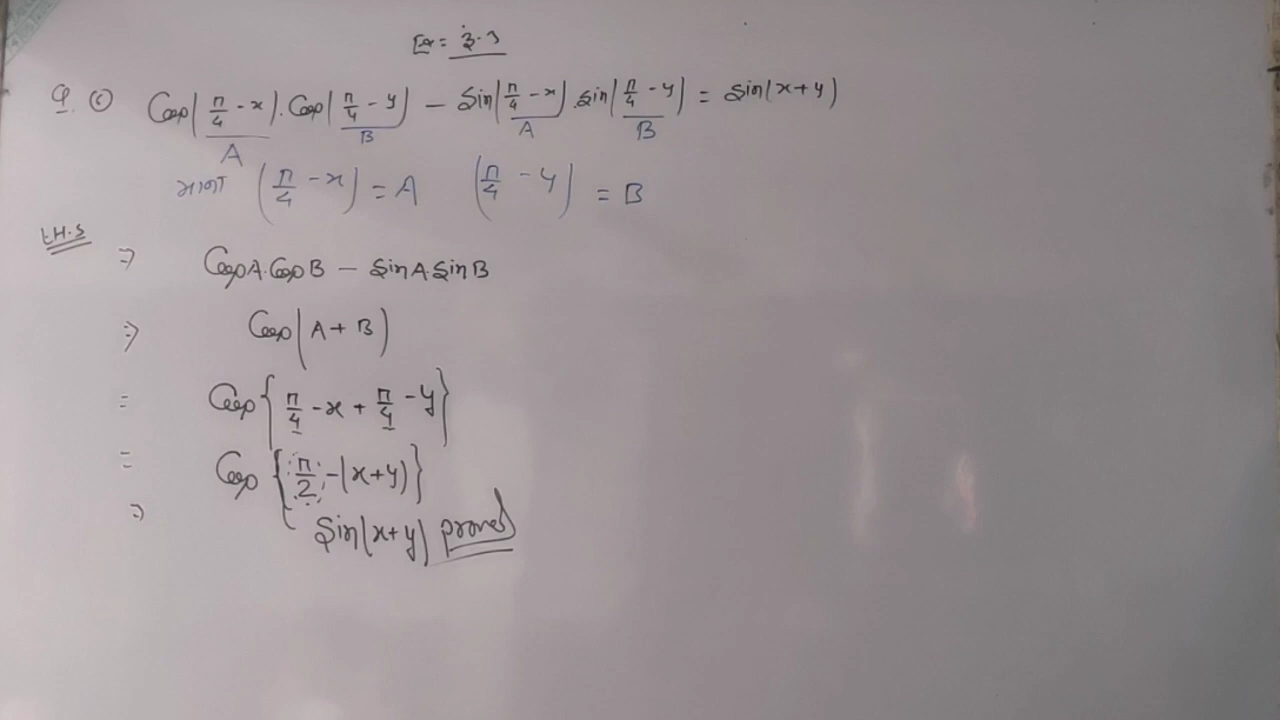 Ex = 3.3
Q. (c) Cos(π/4 - x).Cos(π/4 - y) - Sin(π/4 - x).Sin(π/4 - y) = Sin(x+y)
A B A B
माना (π/4 - x) = A (π/4 - y) = B
L.H.S
⇒ CosA.CosB - SinA.SinB
⇒ Cos(A+B)
= Cos{π/4 - x + π/4 - y}
= Cos{π/2 - (x+y)}
⇒ Sin(x+y) proved